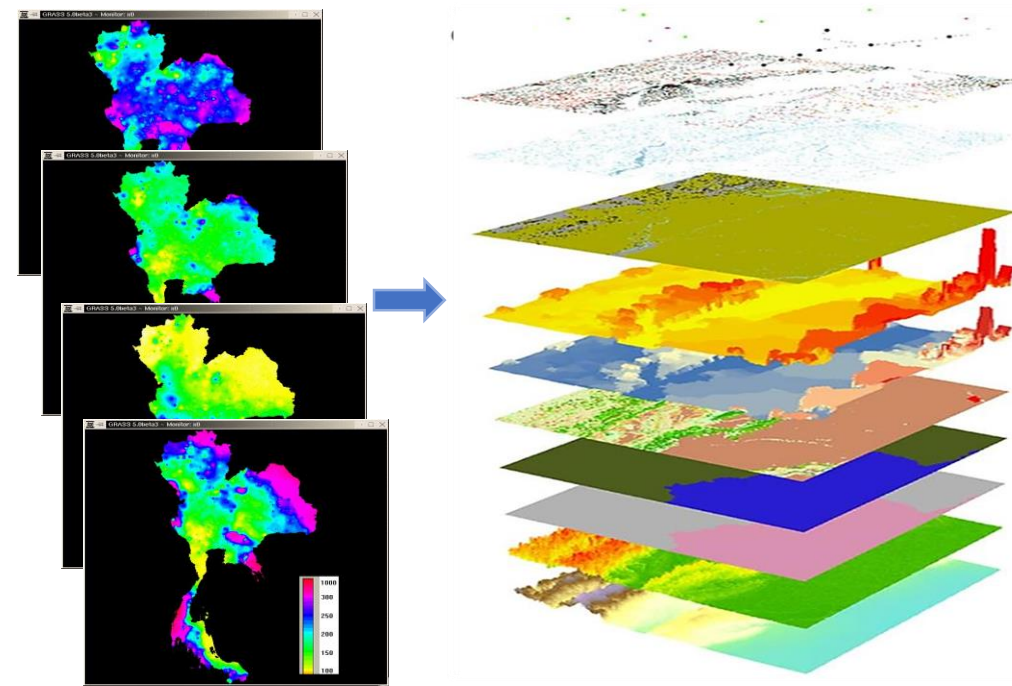 GRASS 5.0beta3 - Monitor: x0
GRASS 5.0beta3 - Monitor: x0
GRASS 5.0beta3 - Monitor: x0
GRASS 5.0beta3 - Monitor: x0
1000
300
250
200
150
100